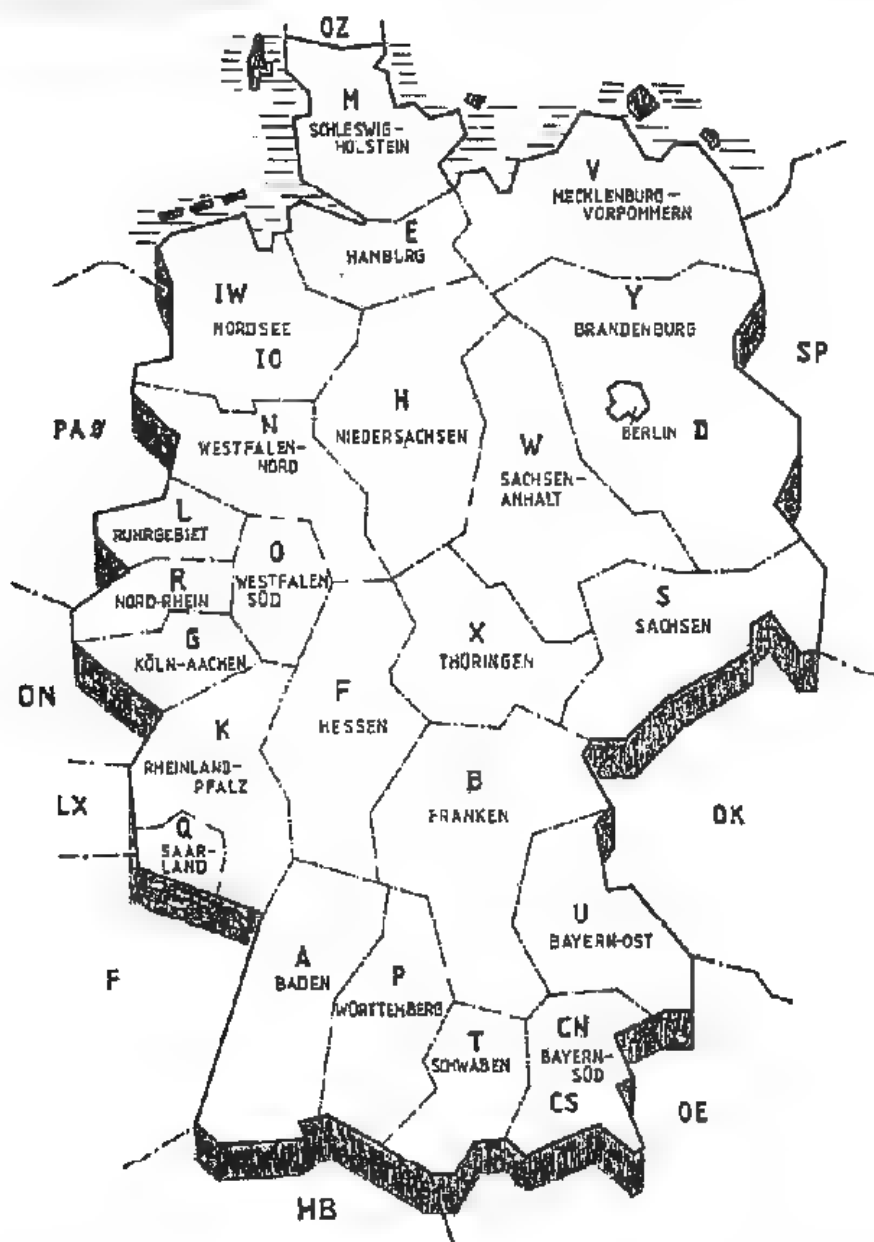 OZ
M
SCHLESWIG-
HOLSTEIN
V
MECKLENBURG-
VORPOMMERN
E
HAMBURG
IW
NORDSEE
IO
Y
BRANDENBURG
SP
PA0
N
WESTFALEN-
NORD
H
NIEDERSACHSEN
BERLIN D
W
SACHSEN-
ANHALT
L
RUHRGEBIET
O
WESTFALEN
SÜD
R
NORD-RHEIN
G
KÖLN-AACHEN
X
THÜRINGEN
S
SACHSEN
ON
F
HESSEN
K
RHEINLAND-
PFALZ
B
FRANKEN
LX
OK
Q
SAAR-
LAND
U
BAYERN-OST
F
A
BADEN
P
WÜRTTEMBERG
T
SCHWABEN
CN
BAYERN-
SÜD
CS
OE
HB